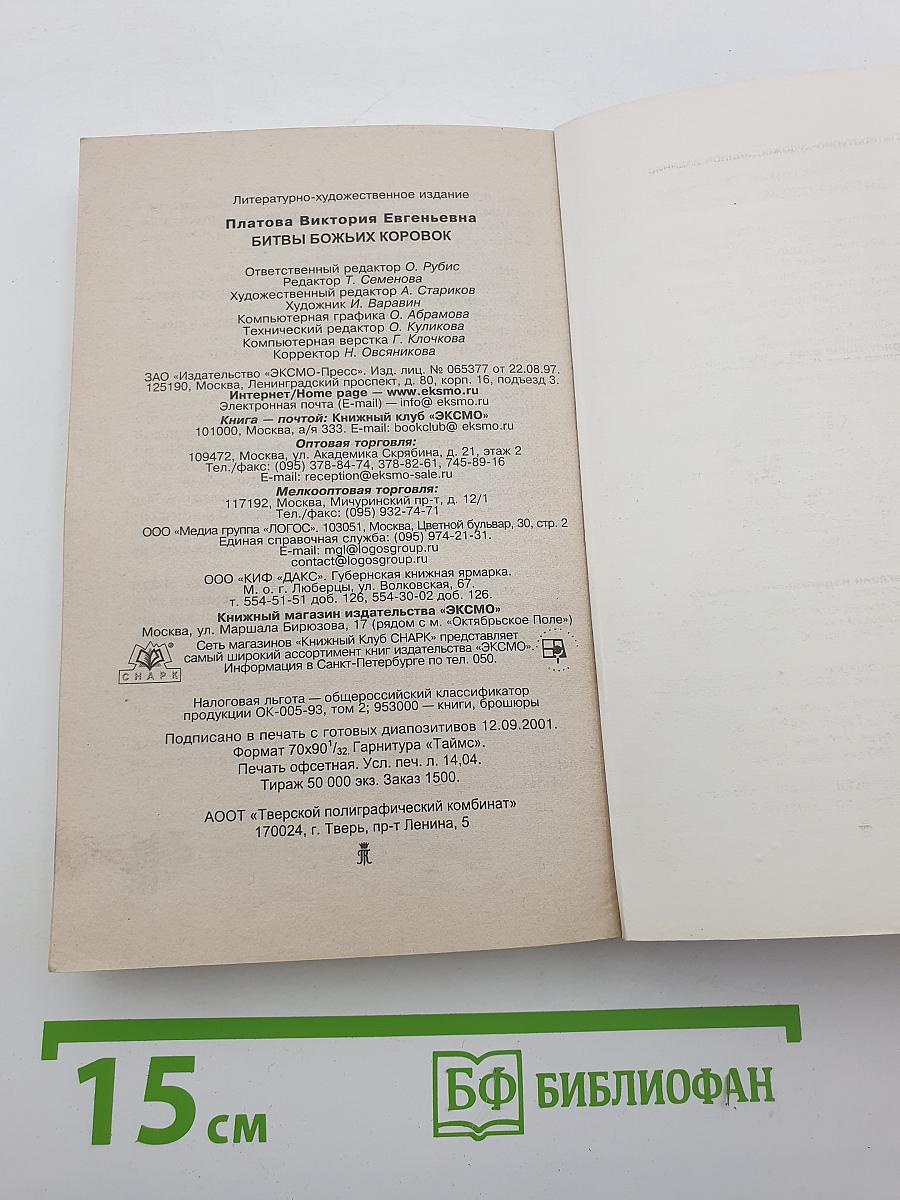 Литературно-художественное издание
Платова Виктория Евгеньевна
БИТВЫ БОЖЬИХ КОРОВОК
Ответственный редактор О. Рубис
Редактор Т. Семенова
Художественный редактор А. Стариков
Художник И. Варавин
Компьютерная графика О. Абрамова
Технический редактор О. Куликова
Компьютерная верстка Г. Клочкова
Корректор Н. Овсяникова
ЗАО «Издательство «ЭКСМО-Пресс». Изд. лиц. № 065377 от 22.08.97.
125190, Москва, Ленинградский проспект, д. 80, корп. 16, подъезд 3.
Интернет/Home page — www.eksmo.ru
Электронная почта (E-mail) — info@ eksmo.ru
Книга — почтой: Книжный клуб «ЭКСМО»
101000, Москва, а/я 333. E-mail: bookclub@ eksmo.ru
Оптовая торговля:
109472, Москва, ул. Академика Скрябина, д. 21, этаж 2
Тел./факс: (095) 378-84-74, 378-82-61, 745-89-16
E-mail: reception@eksmo-sale.ru
Мелкооптовая торговля:
117192, Москва, Мичуринский пр-т, д. 12/1
Тел./факс: (095) 932-74-71
ООО «Медиа группа «ЛОГОС». 103051, Москва, Цветной бульвар, 30, стр. 2
Единая справочная служба: (095) 974-21-31.
E-mail: mgl@logosgroup.ru
contact@logosgroup.ru
ООО «КИФ «ДАКС». Губернская книжная ярмарка.
М. о. г. Люберцы, ул. Волковская, 67.
т. 554-51-51 доб. 126, 554-30-02 доб. 126.
Книжный магазин издательства «ЭКСМО»
Москва, ул. Маршала Бирюзова, 17 (рядом с м. «Октябрьское Поле»)
Сеть магазинов «Книжный Клуб СНАРК» представляет
самый широкий ассортимент книг издательства «ЭКСМО».
Информация в Санкт-Петербурге по тел. 050.
®
СНАРК
Налоговая льгота — общероссийский классификатор
продукции ОК-005-93, том 2; 953000 — книги, брошюры
Подписано в печать с готовых диапозитивов 12.09.2001.
Формат 70x90 1/32. Гарнитура «Таймс».
Печать офсетная. Усл. печ. л. 14,04.
Тираж 50 000 экз. Заказ 1500.
АООТ «Тверской полиграфический комбинат»
170024, г. Тверь, пр-т Ленина, 5
15 см
БФ БИБЛИОФАН